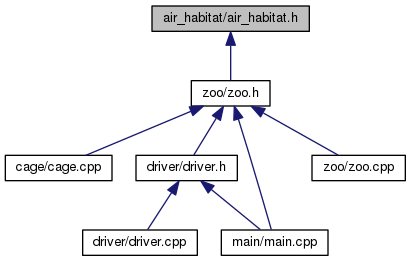 air_habitat/air_habitat.h
zoo/zoo.h
cage/cage.cpp
driver/driver.h
zoo/zoo.cpp
driver/driver.cpp
main/main.cpp